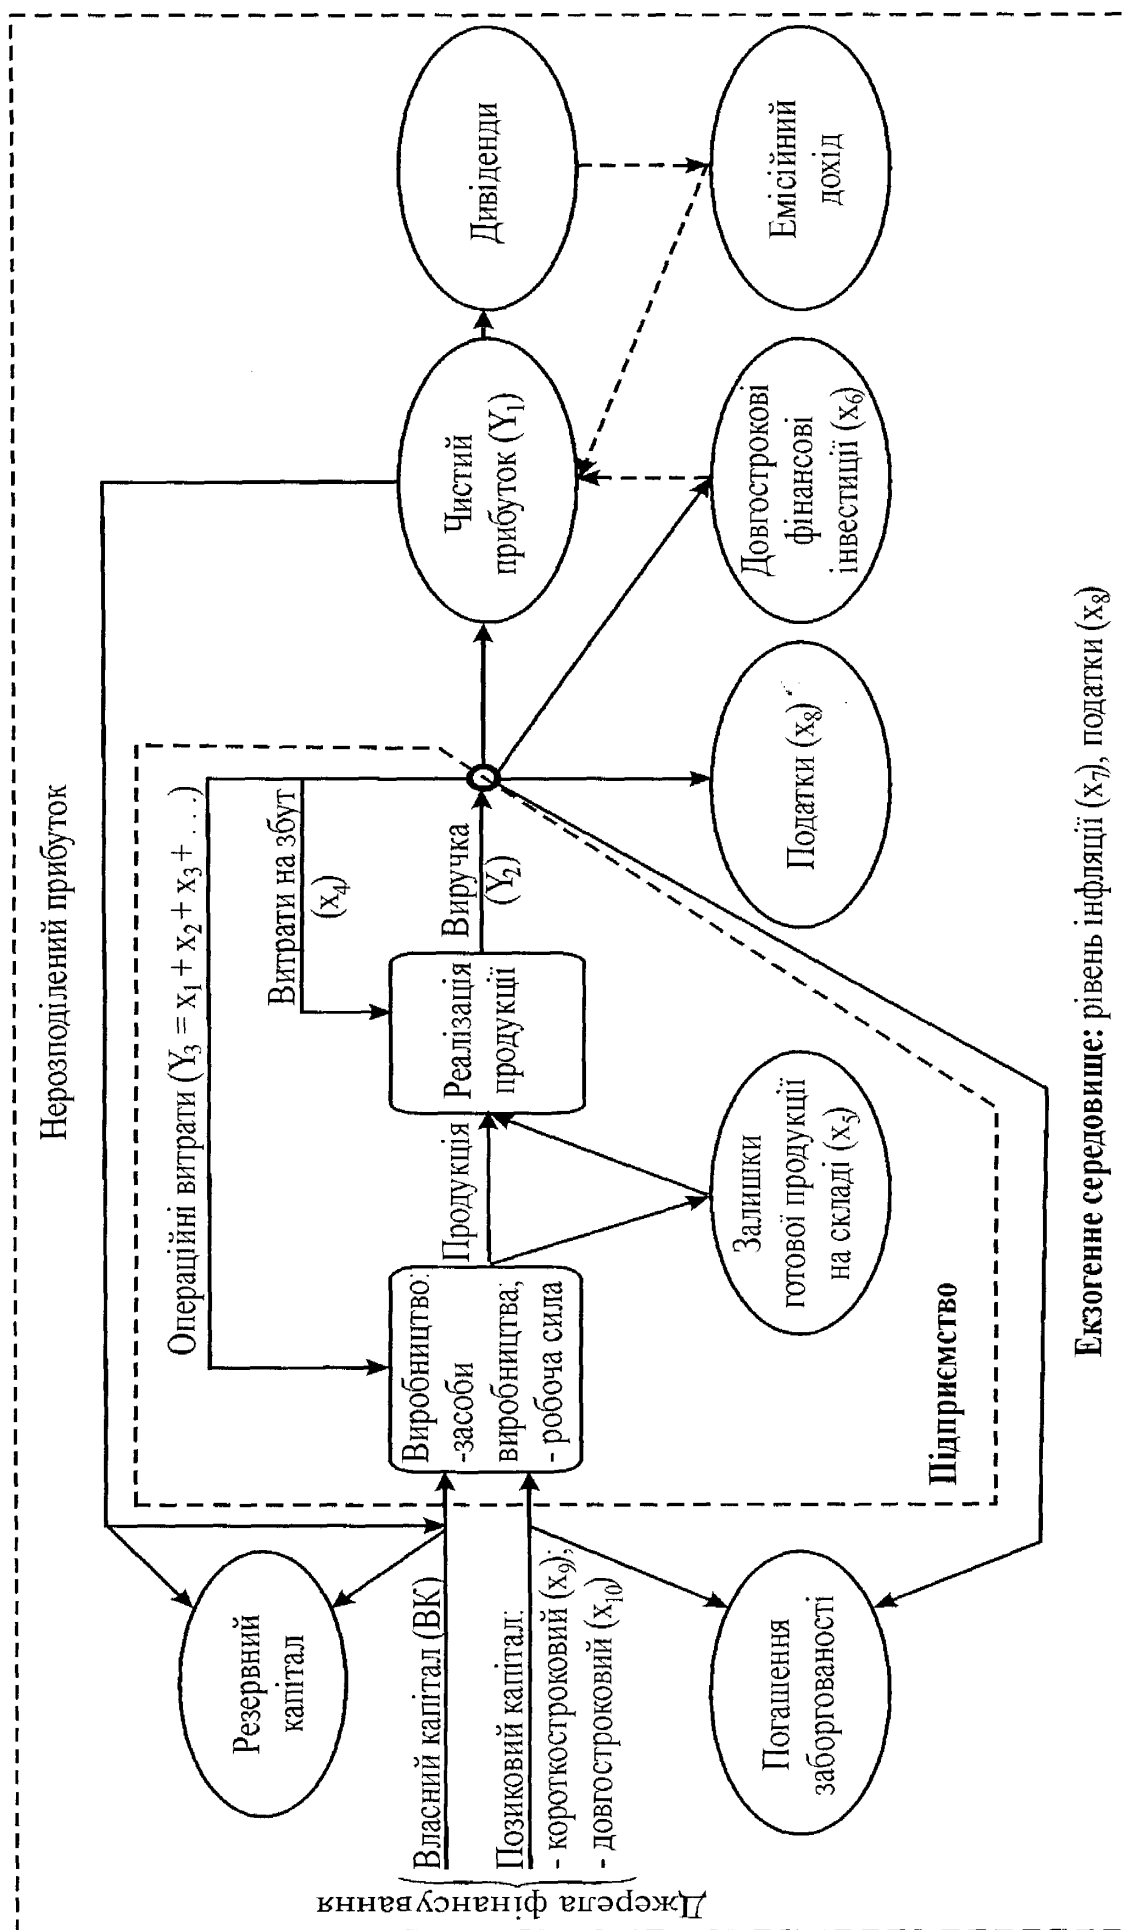 Нерозподілений прибуток
Операційні витрати (Y₃ = x₁ + x₂ + x₃ + …)
Витрати на збут
(x₄)
Резервний
капітал
Джерела фінансування
Власний капітал (ВК)
Позиковий капітал:
- короткостроковий (x₉);
- довгостроковий (x₁₀)
Виробництво:
-засоби
виробництва;
- робоча сила
Продукція
Реалізація
продукції
Виручка
(Y₂)
Чистий
прибуток (Y₁)
Дивіденди
Погашення
заборгованості
Залишки
готової продукції
на складі (x₅)
Податки (x₈)
Довгострокові
фінансові
інвестиції (x₆)
Емісійний
дохід
Підприємство
Екзогенне середовище: рівень інфляції (x₇), податки (x₈)